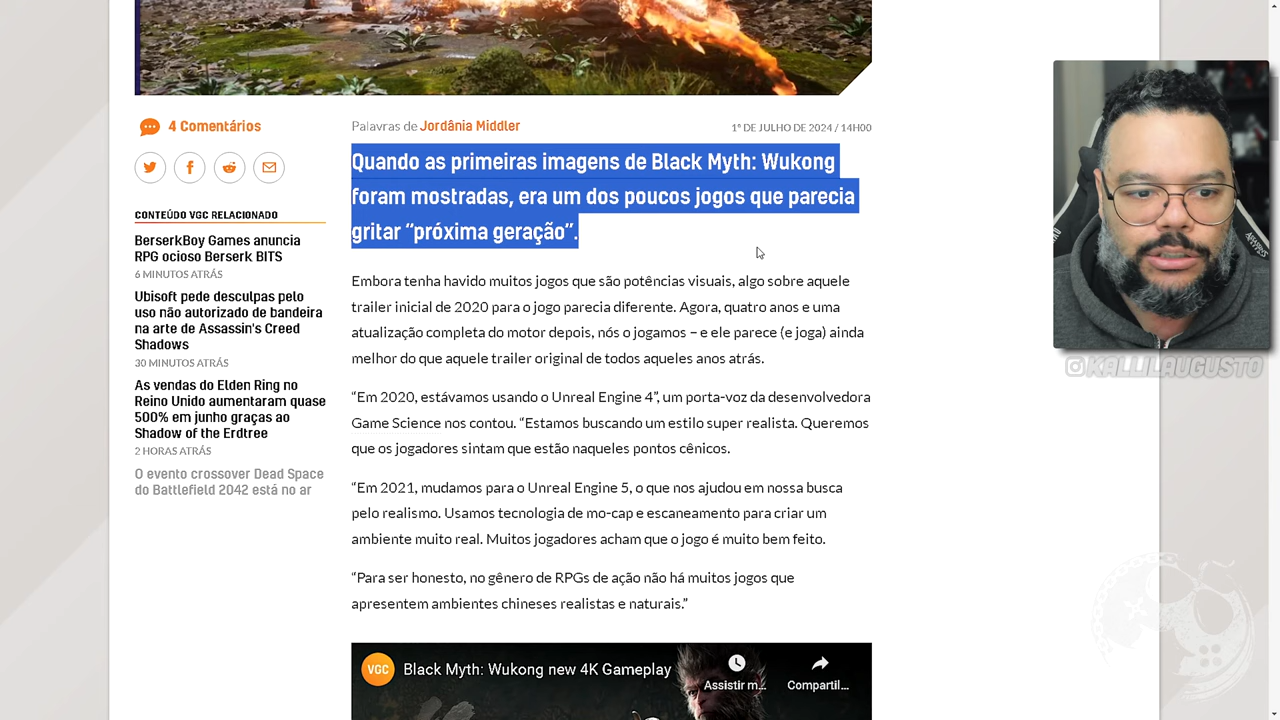 4 Comentários
Palavras de Jordânia Middler
1º DE JULHO DE 2024 / 14H00
Quando as primeiras imagens de Black Myth: Wukong
foram mostradas, era um dos poucos jogos que parecia
gritar “próxima geração”.
CONTEÚDO VGC RELACIONADO
BerserkBoy Games anuncia
RPG ocioso Berserk BITS
6 MINUTOS ATRÁS
Ubisoft pede desculpas pelo
uso não autorizado de bandeira
na arte de Assassin's Creed
Shadows
30 MINUTOS ATRÁS
As vendas do Elden Ring no
Reino Unido aumentaram quase
500% em junho graças ao
Shadow of the Erdtree
2 HORAS ATRÁS
O evento crossover Dead Space
do Battlefield 2042 está no ar
Embora tenha havido muitos jogos que são potências visuais, algo sobre aquele
trailer inicial de 2020 para o jogo parecia diferente. Agora, quatro anos e uma
atualização completa do motor depois, nós o jogamos – e ele parece (e joga) ainda
melhor do que aquele trailer original de todos aqueles anos atrás.
“Em 2020, estávamos usando o Unreal Engine 4”, um porta-voz da desenvolvedora
Game Science nos contou. “Estamos buscando um estilo super realista. Queremos
que os jogadores sintam que estão naqueles pontos cênicos.
“Em 2021, mudamos para o Unreal Engine 5, o que nos ajudou em nossa busca
pelo realismo. Usamos tecnologia de mo-cap e escaneamento para criar um
ambiente muito real. Muitos jogadores acham que o jogo é muito bem feito.
“Para ser honesto, no gênero de RPGs de ação não há muitos jogos que
apresentem ambientes chineses realistas e naturais.”
VGC
Black Myth: Wukong new 4K Gameplay
Assistir m...
Compartil...
KALLILAUGUSTO